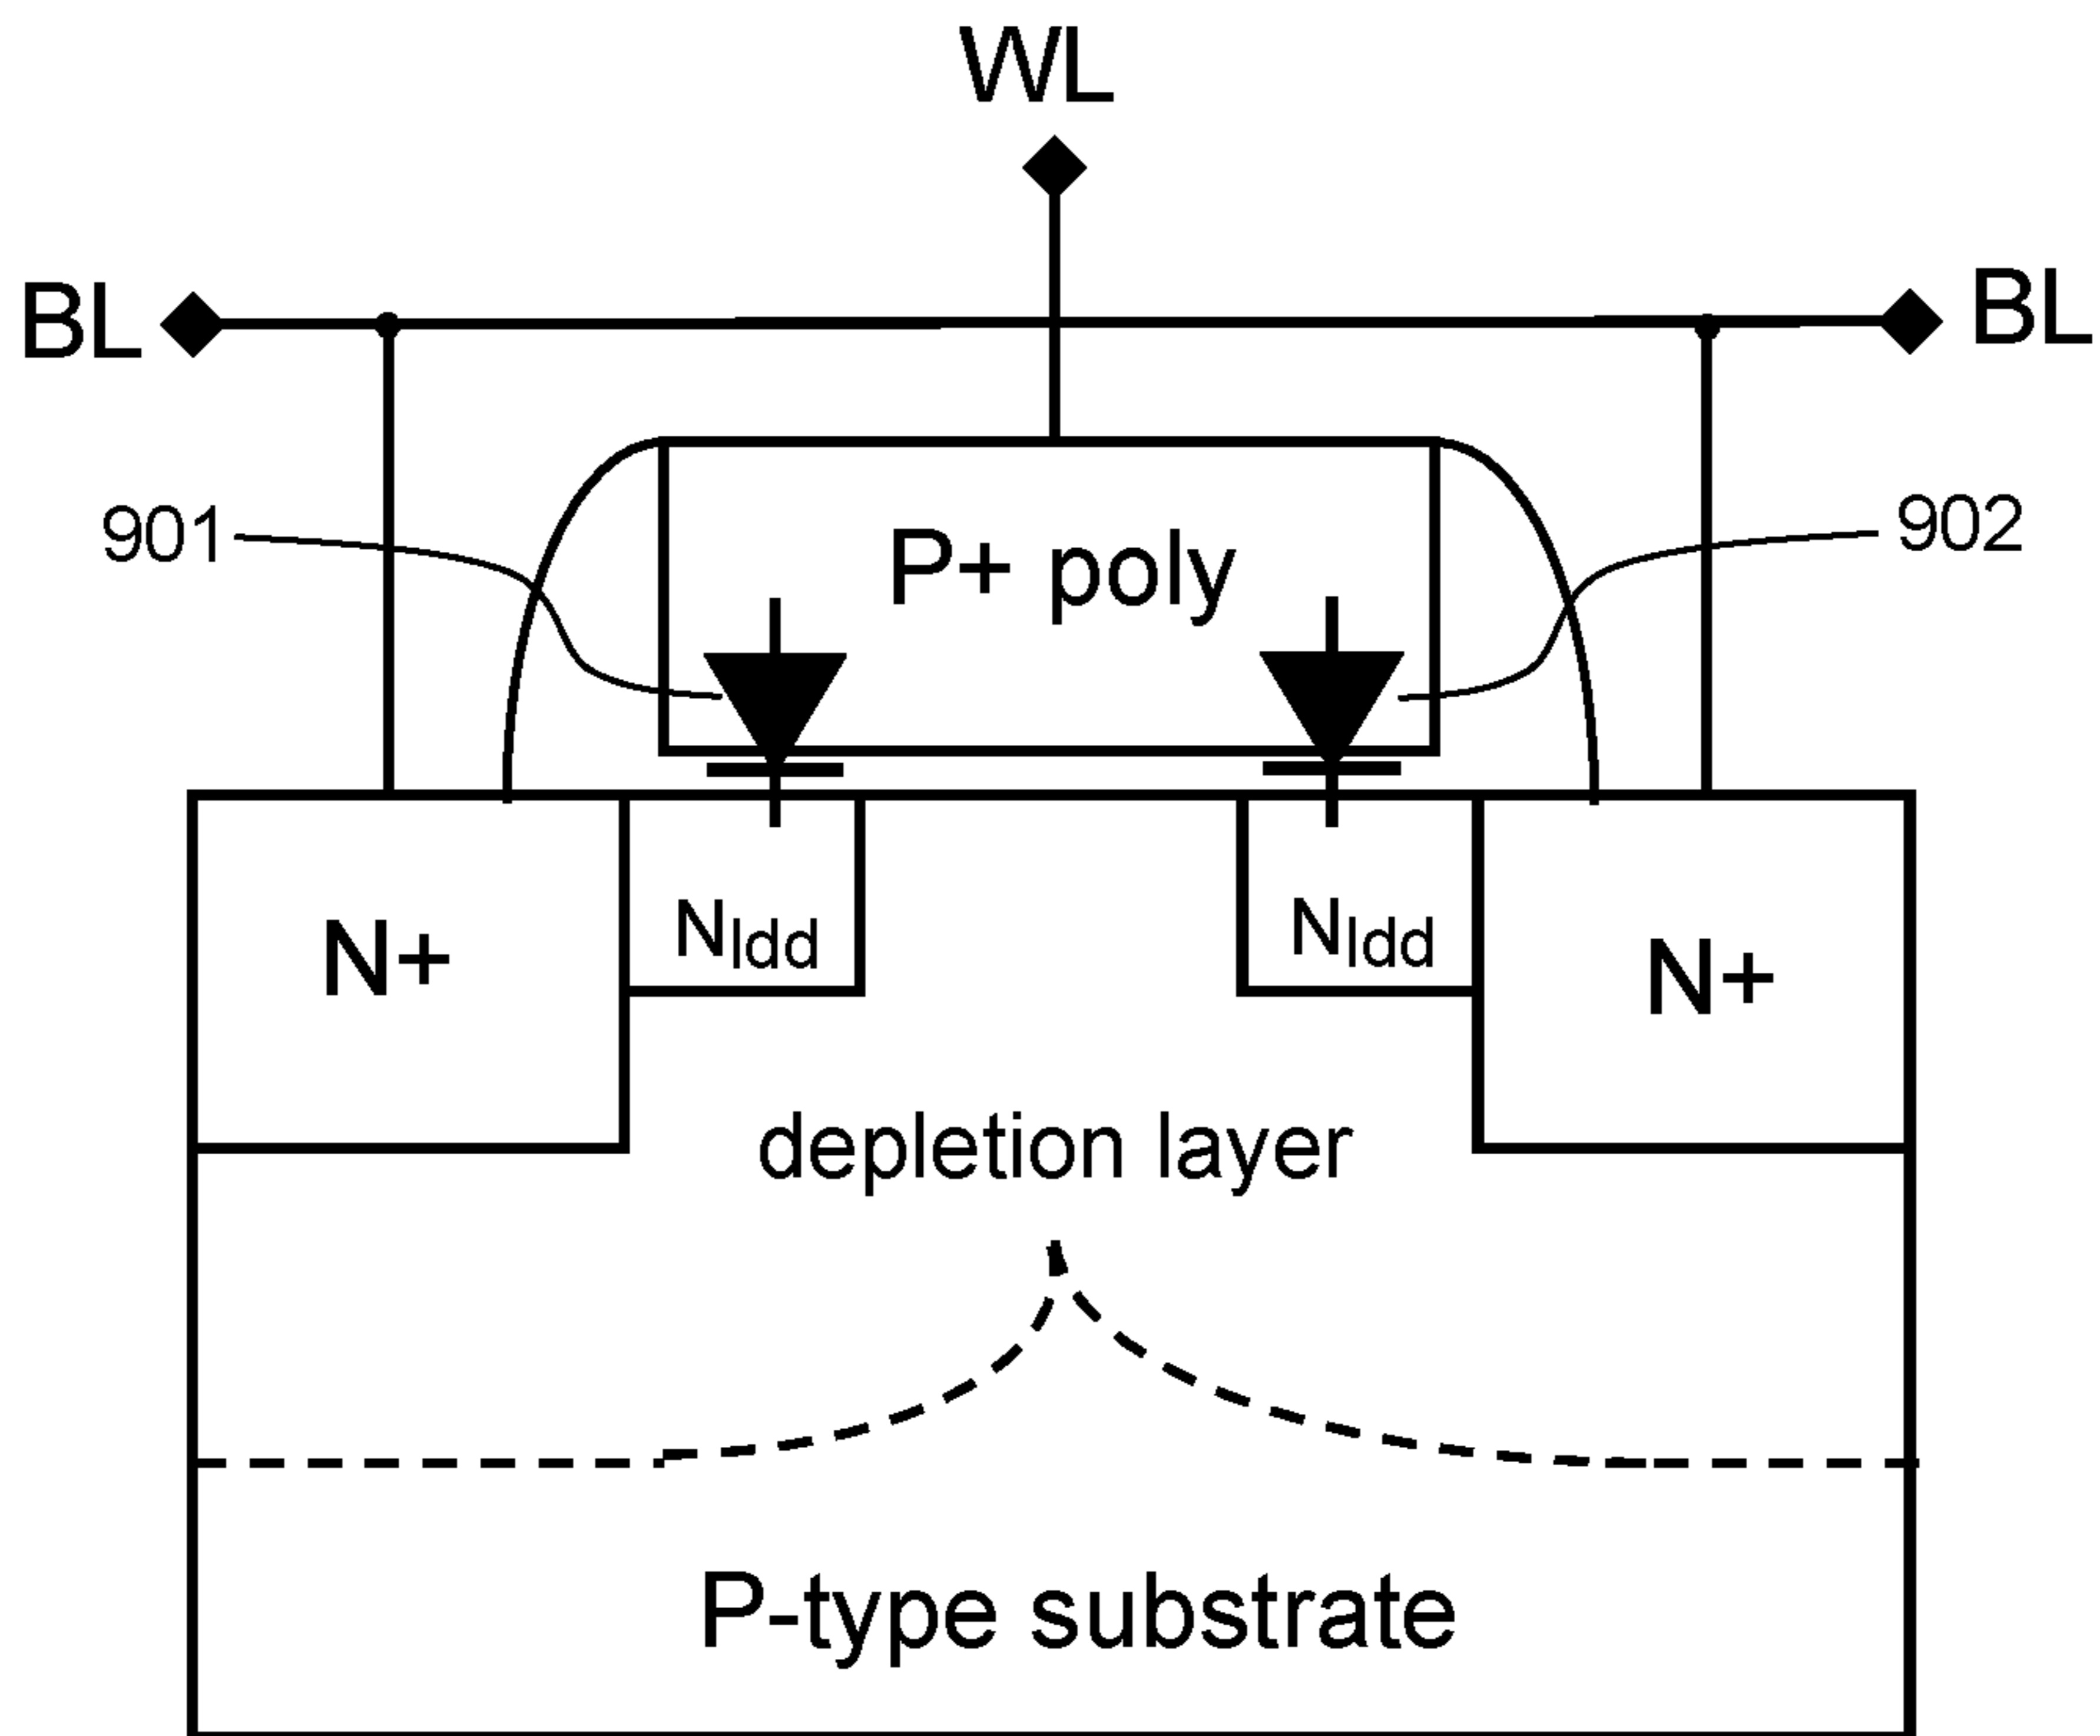 WL
BL
BL
901
902
P+ poly
N+
Nldd
Nldd
N+
depletion layer
P-type substrate